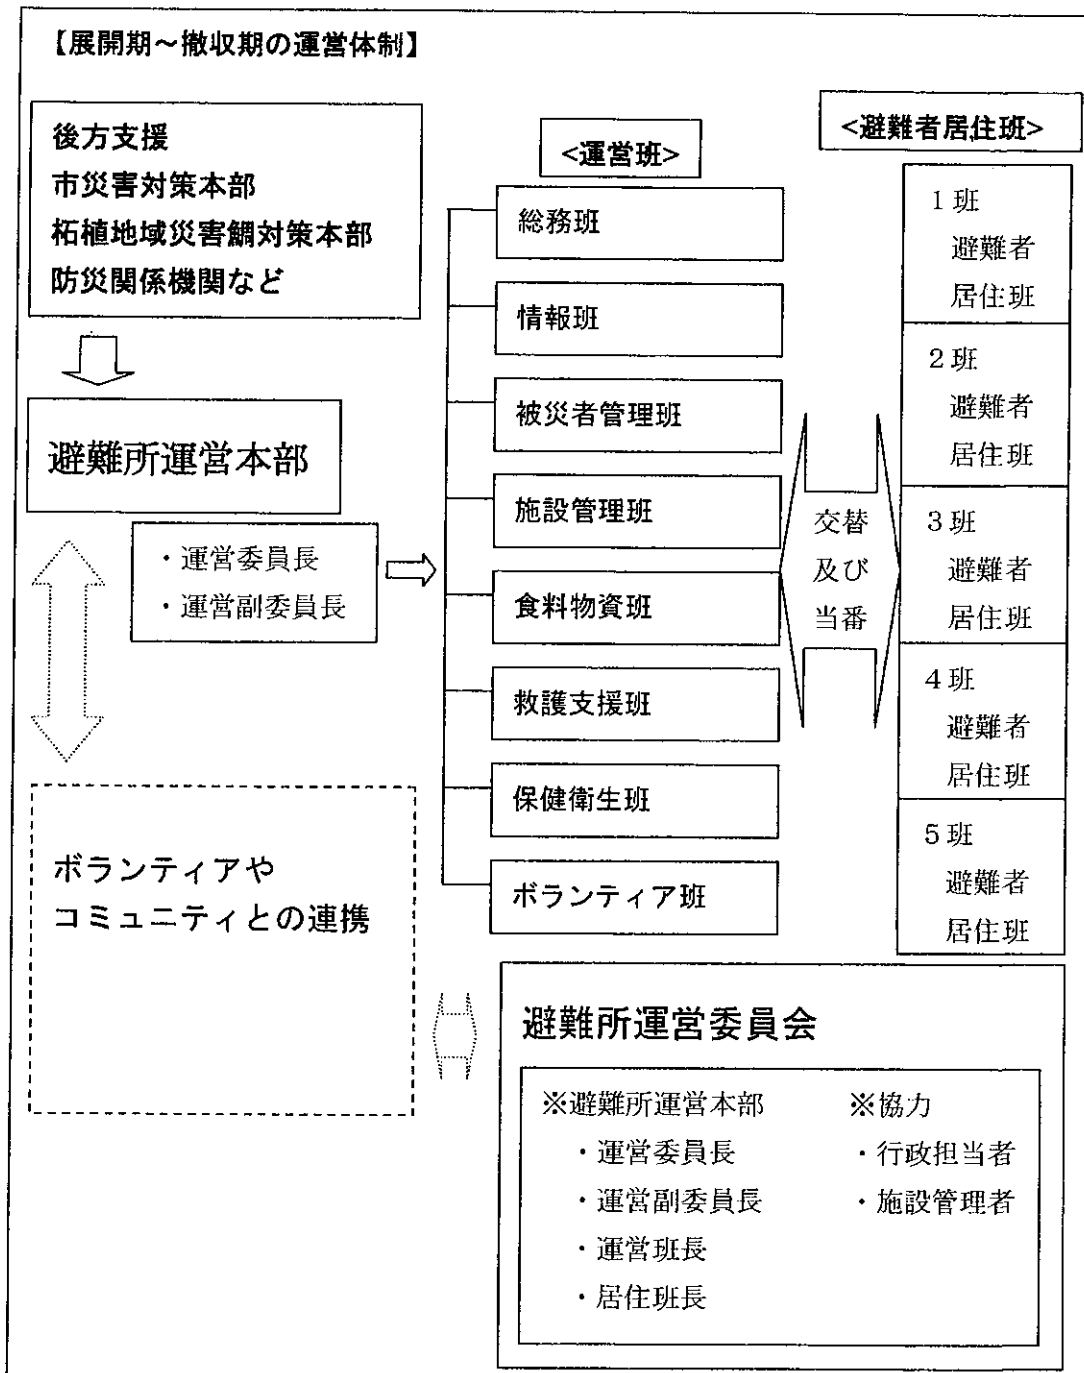 【展開期~撤収期の運営体制】
後方支援
市災害対策本部
柘植地域災害鯛対策本部
防災関係機関など
避難所運営本部
・運営委員長
・運営副委員長
ボランティアや
コミュニティとの連携
<運営班>
総務班
情報班
被災者管理班
施設管理班
食料物資班
救護支援班
保健衛生班
ボランティア班
交替
及び
当番
<避難者居住班>
1班
避難者
居住班
2班
避難者
居住班
3班
避難者
居住班
4班
避難者
居住班
5班
避難者
居住班
避難所運営委員会
※避難所運営本部
・運営委員長
・運営副委員長
・運営班長
・居住班長
※協力
・行政担当者
・施設管理者